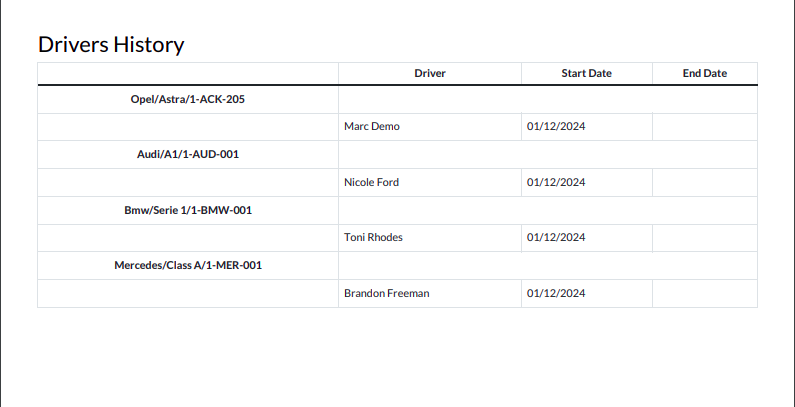 Drivers History
Driver Start Date End Date
Opel/Astra/1-ACK-205
Marc Demo 01/12/2024
Audi/A1/1-AUD-001
Nicole Ford 01/12/2024
Bmw/Serie 1/1-BMW-001
Toni Rhodes 01/12/2024
Mercedes/Class A/1-MER-001
Brandon Freeman 01/12/2024